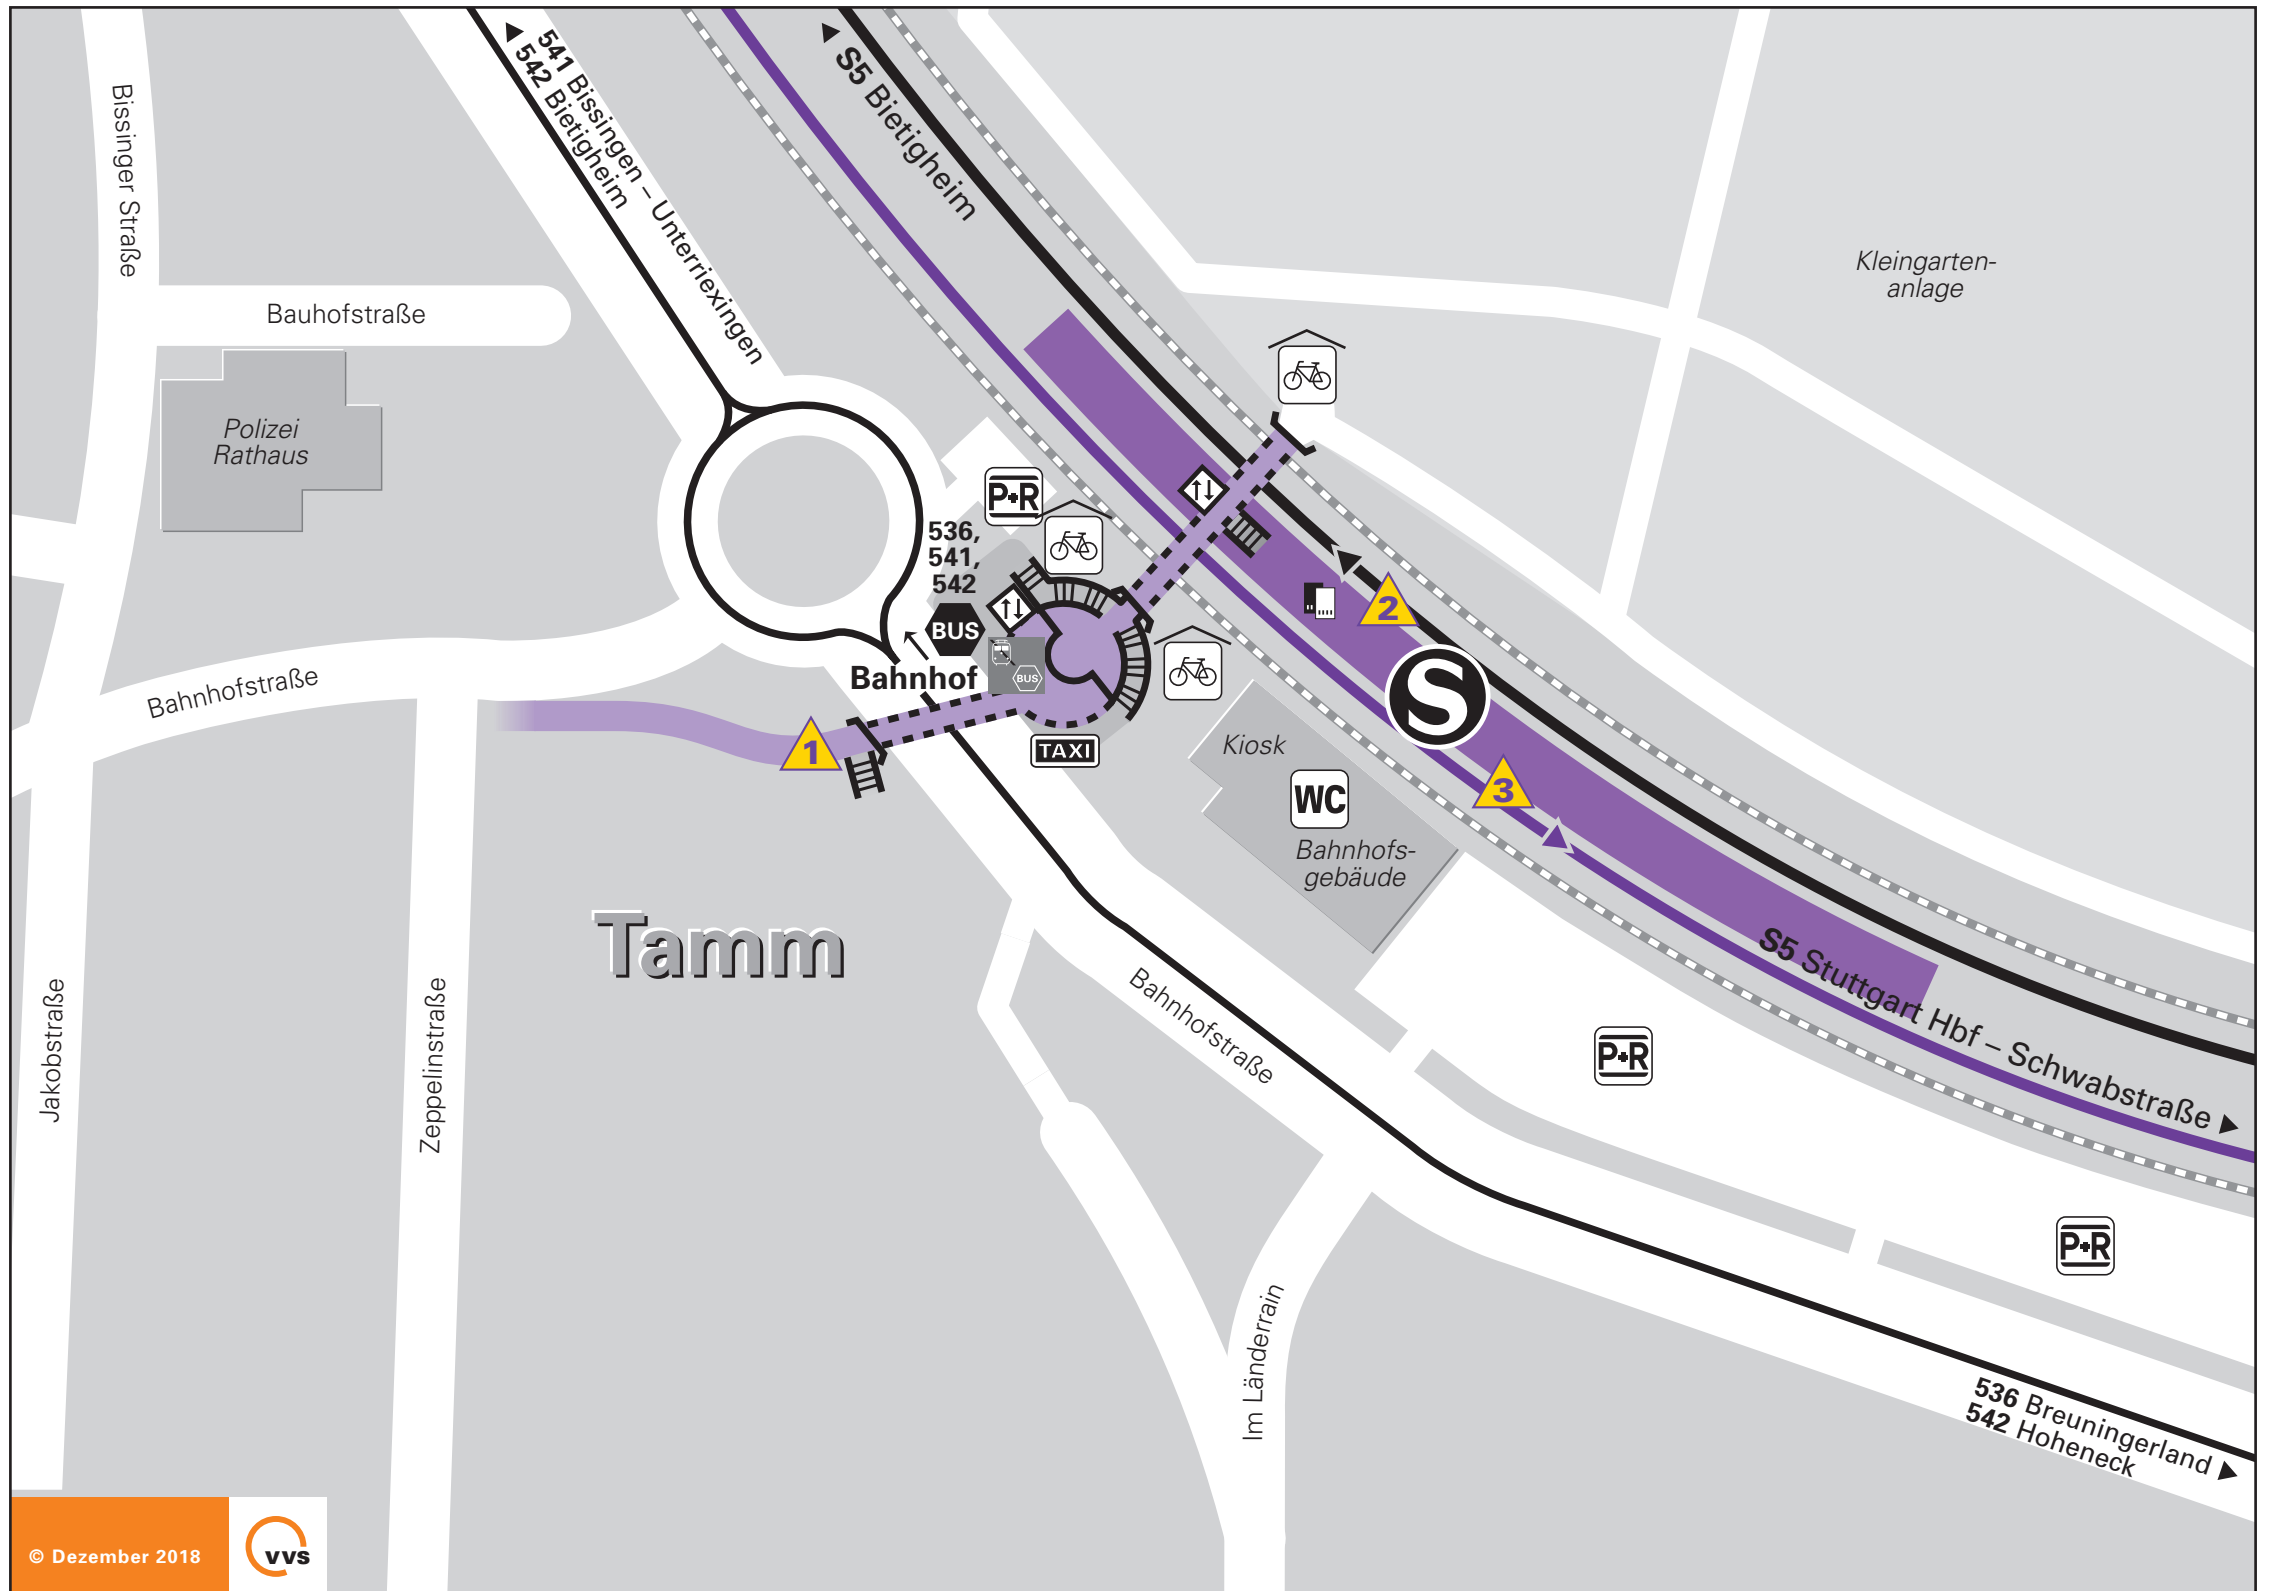 541 Bissingen – Unterriexingen
542 Bietigheim
S5 Bietigheim
Bissinger Straße
Bauhofstraße
Polizei
Rathaus
Kleingarten-
anlage
P+R
536,
541,
542
BUS
BUS
Bahnhof
TAXI
Bahnhofstraße
1
2
S
3
Kiosk
WC
Bahnhofs-
gebäude
Tamm
S5 Stuttgart Hbf – Schwabstraße
Jakobstraße
Zeppelinstraße
Bahnhofstraße
P+R
P+R
Im Länderrain
536 Breuningerland
542 Hoheneck
© Dezember 2018
vvs